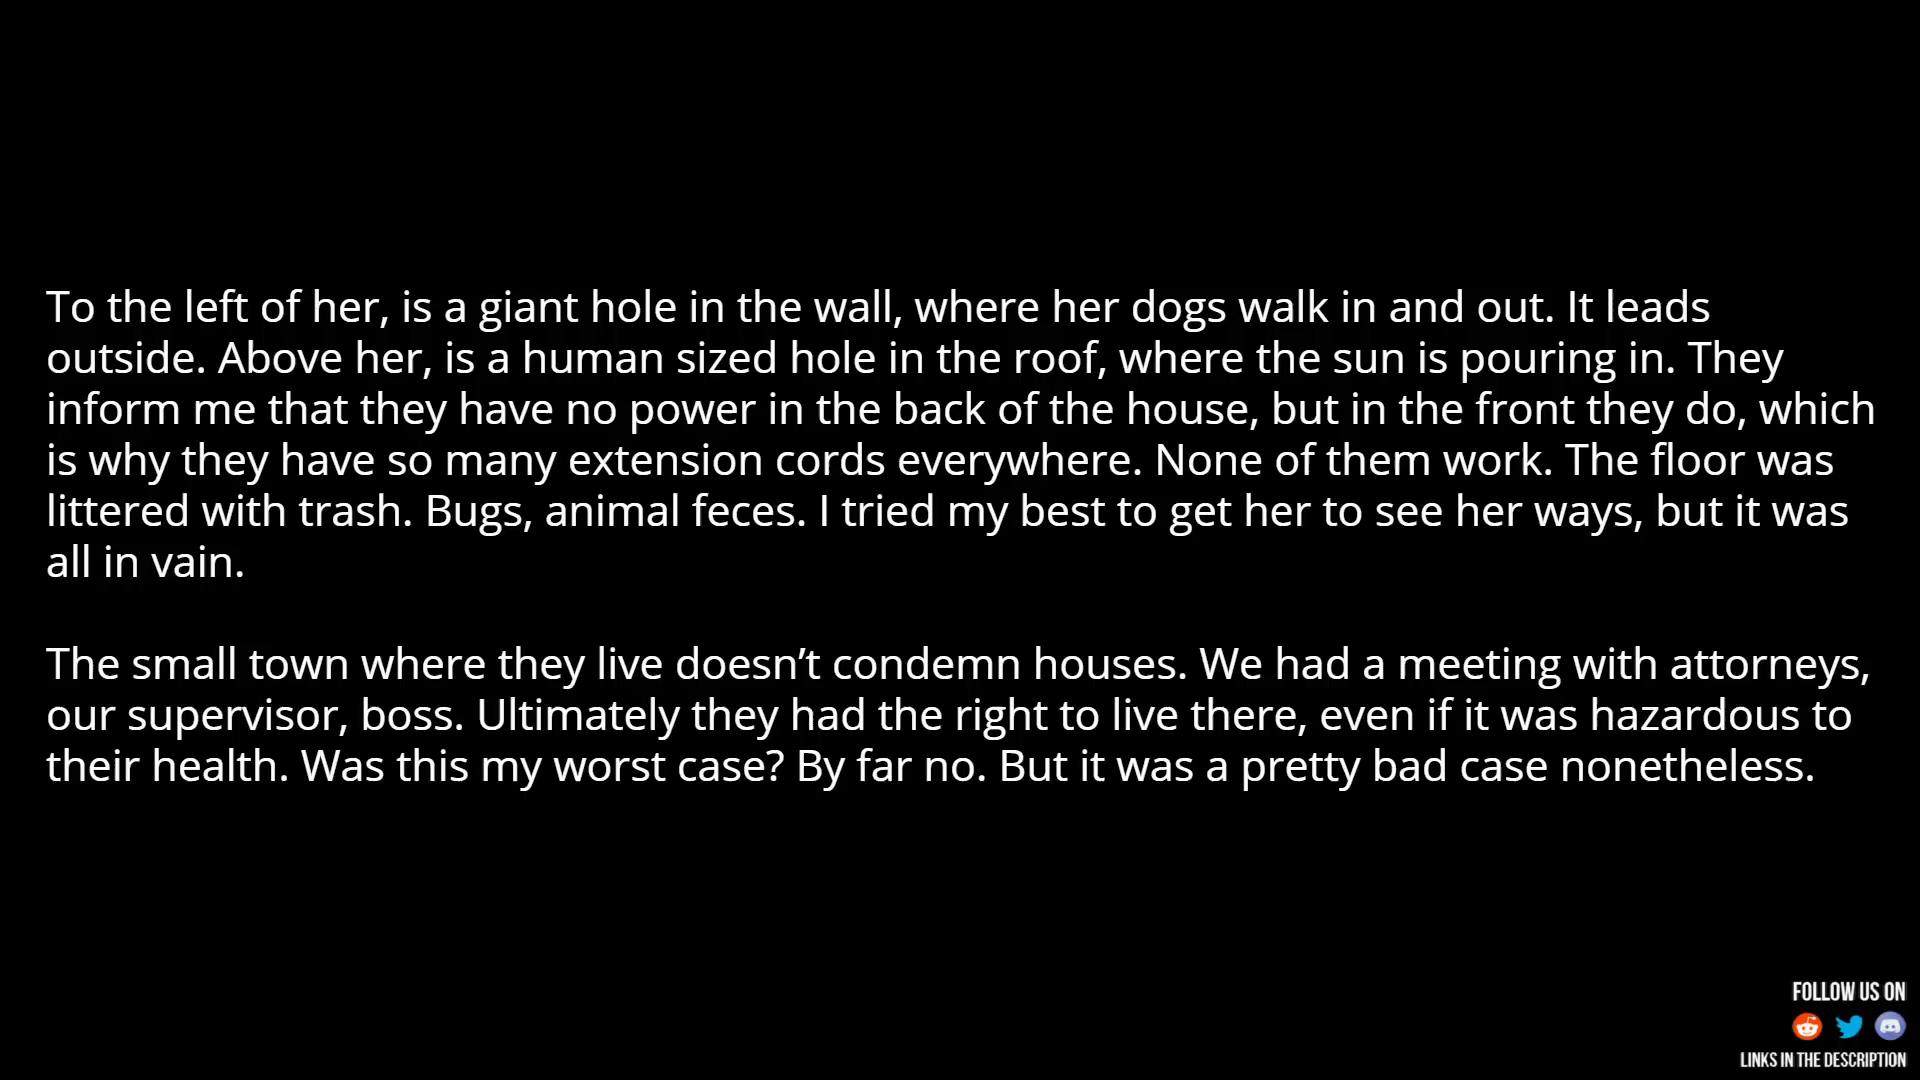 To the left of her, is a giant hole in the wall, where her dogs walk in and out. It leads
outside. Above her, is a human sized hole in the roof, where the sun is pouring in. They
inform me that they have no power in the back of the house, but in the front they do, which
is why they have so many extension cords everywhere. None of them work. The floor was
littered with trash. Bugs, animal feces. I tried my best to get her to see her ways, but it was
all in vain.
The small town where they live doesn’t condemn houses. We had a meeting with attorneys,
our supervisor, boss. Ultimately they had the right to live there, even if it was hazardous to
their health. Was this my worst case? By far no. But it was a pretty bad case nonetheless.
FOLLOW US ON
LINKS IN THE DESCRIPTION